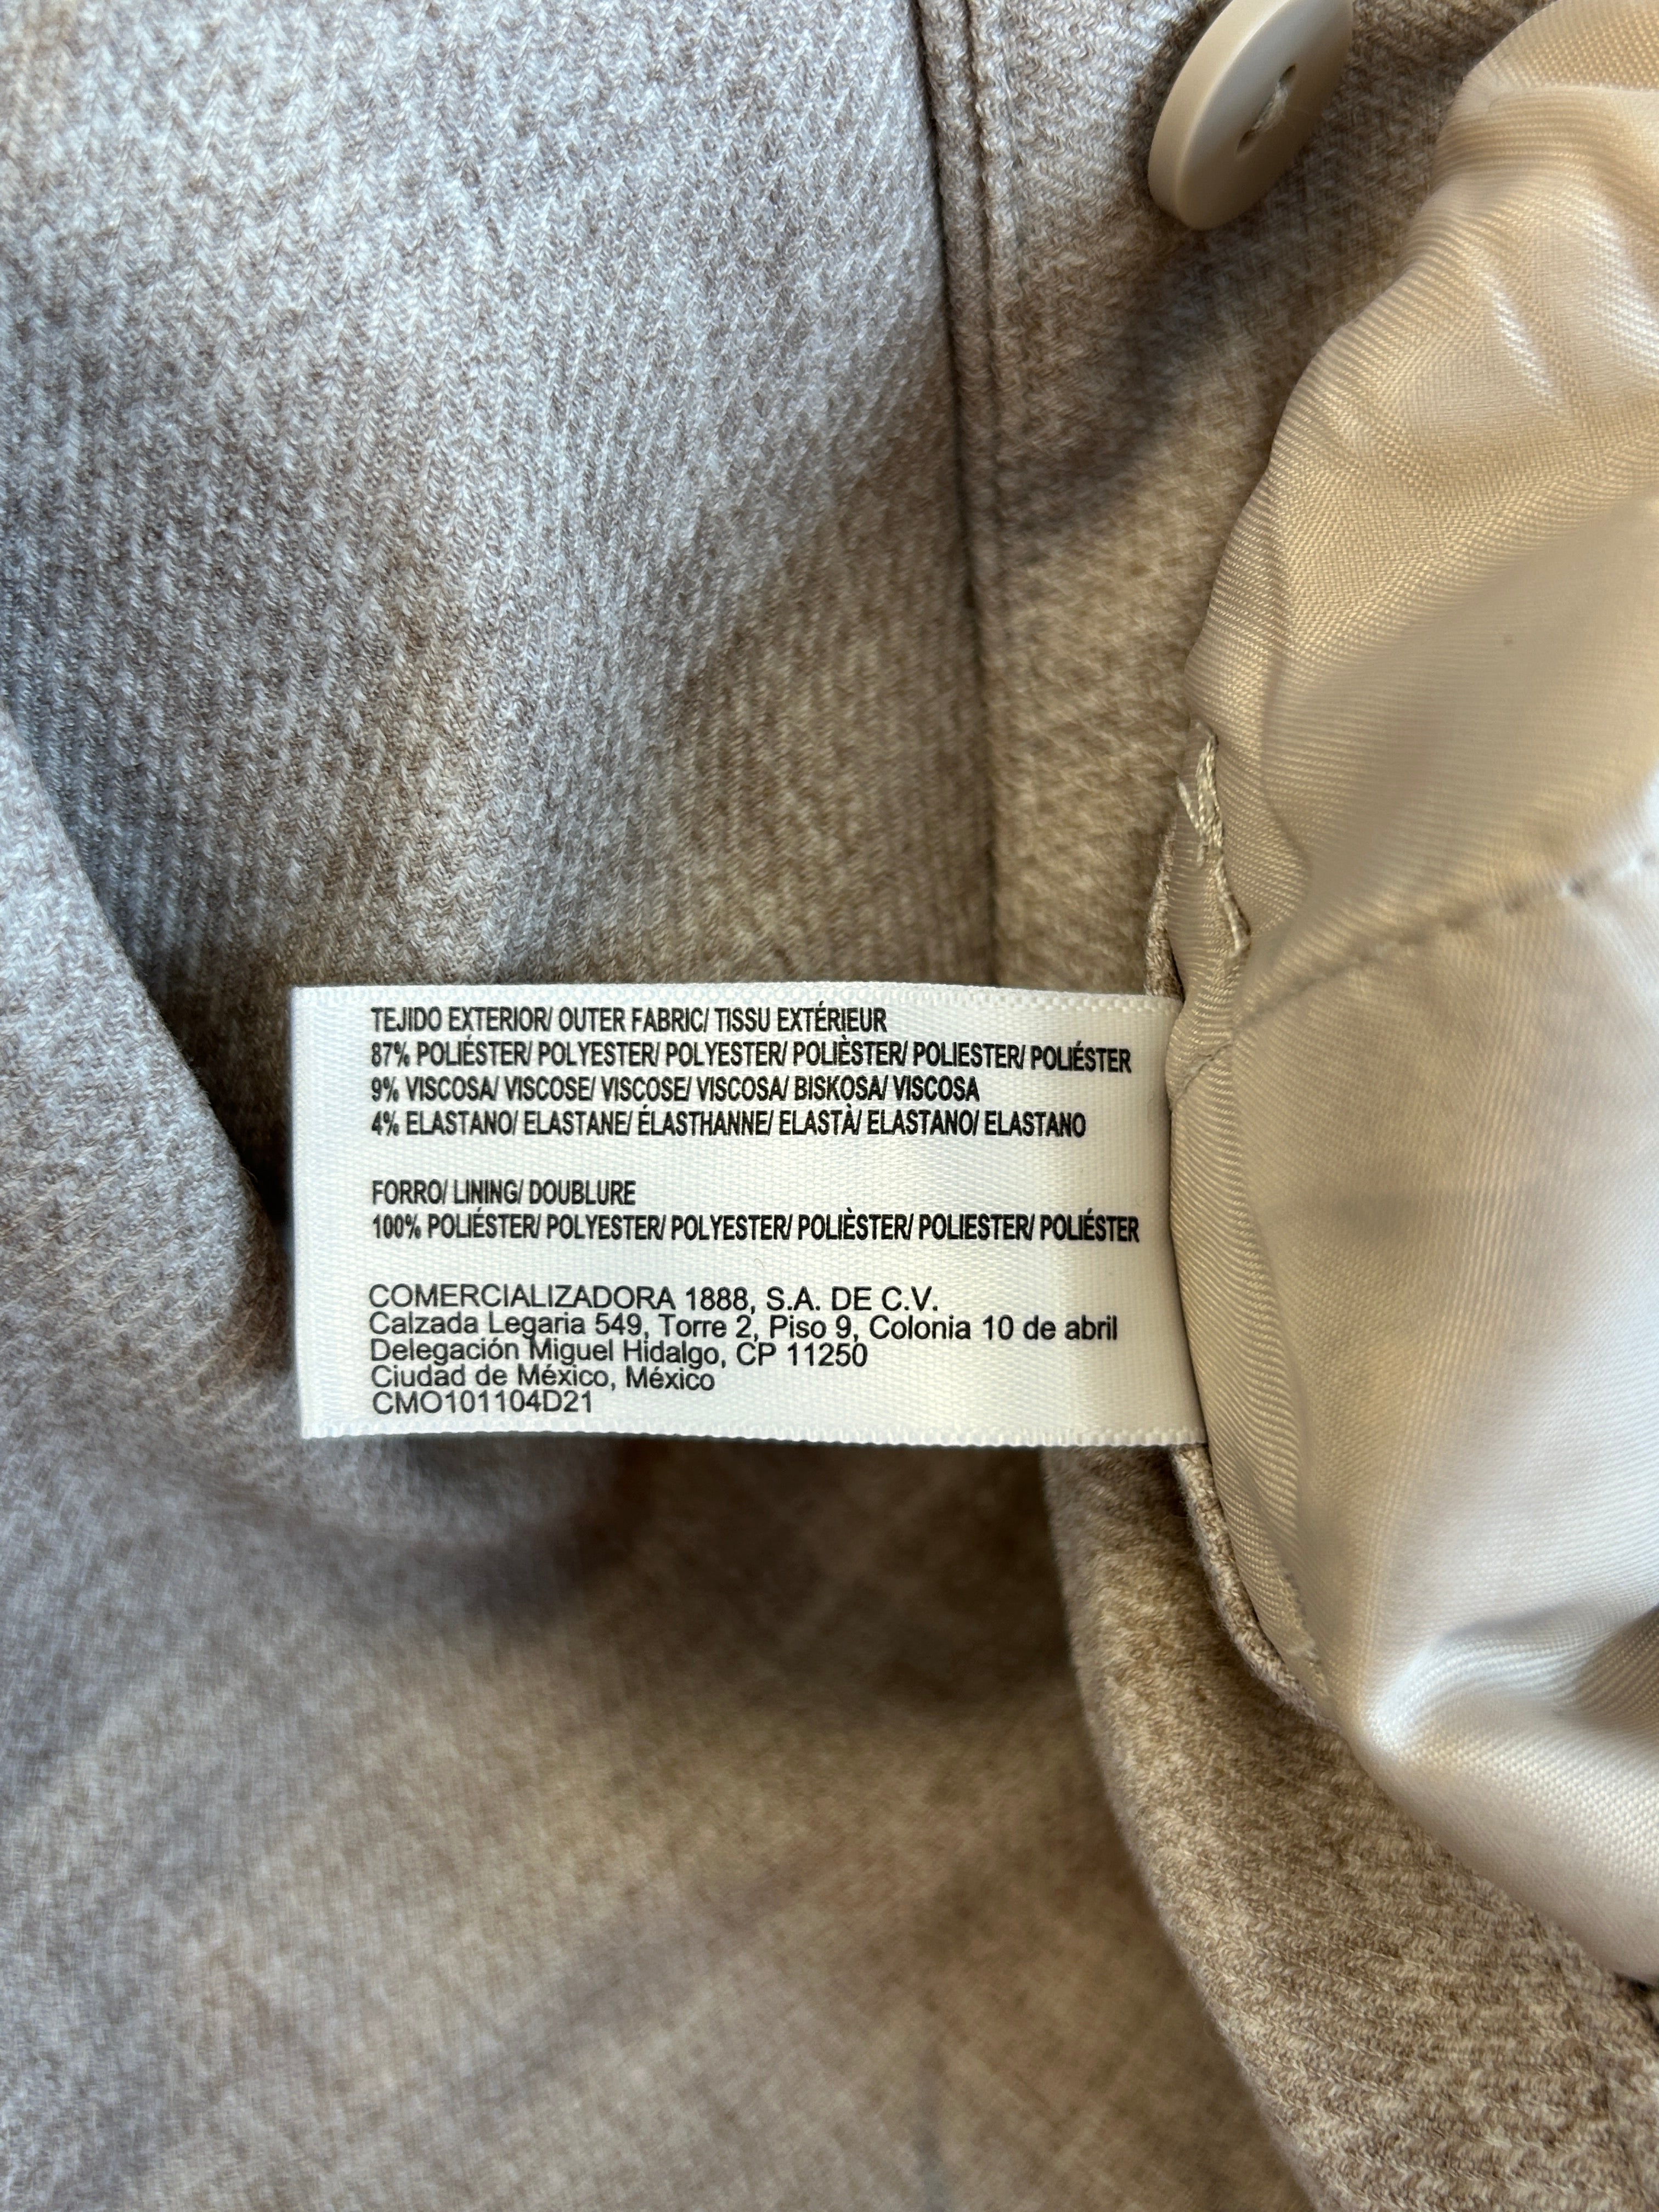 TEJIDO EXTERIOR/ OUTER FABRIC/ TISSU EXTÉRIEUR
87% POLIÉSTER/ POLYESTER/ POLYESTER/ POLIÈSTER/ POLIESTER/ POLIÉSTER
9% VISCOSA/ VISCOSE/ VISCOSE/ VISCOSA/ BISKOSA/ VISCOSA
4% ELASTANO/ ELASTANE/ ÉLASTHANNE/ ELASTÀ/ ELASTANO/ ELASTANO
FORRO/ LINING/ DOUBLURE
100% POLIÉSTER/ POLYESTER/ POLYESTER/ POLIÈSTER/ POLIESTER/ POLIÉSTER
COMERCIALIZADORA 1888, S.A. DE C.V.
Calzada Legaria 549, Torre 2, Piso 9, Colonia 10 de abril
Delegación Miguel Hidalgo, CP 11250
Ciudad de México, México
CMO101104D21